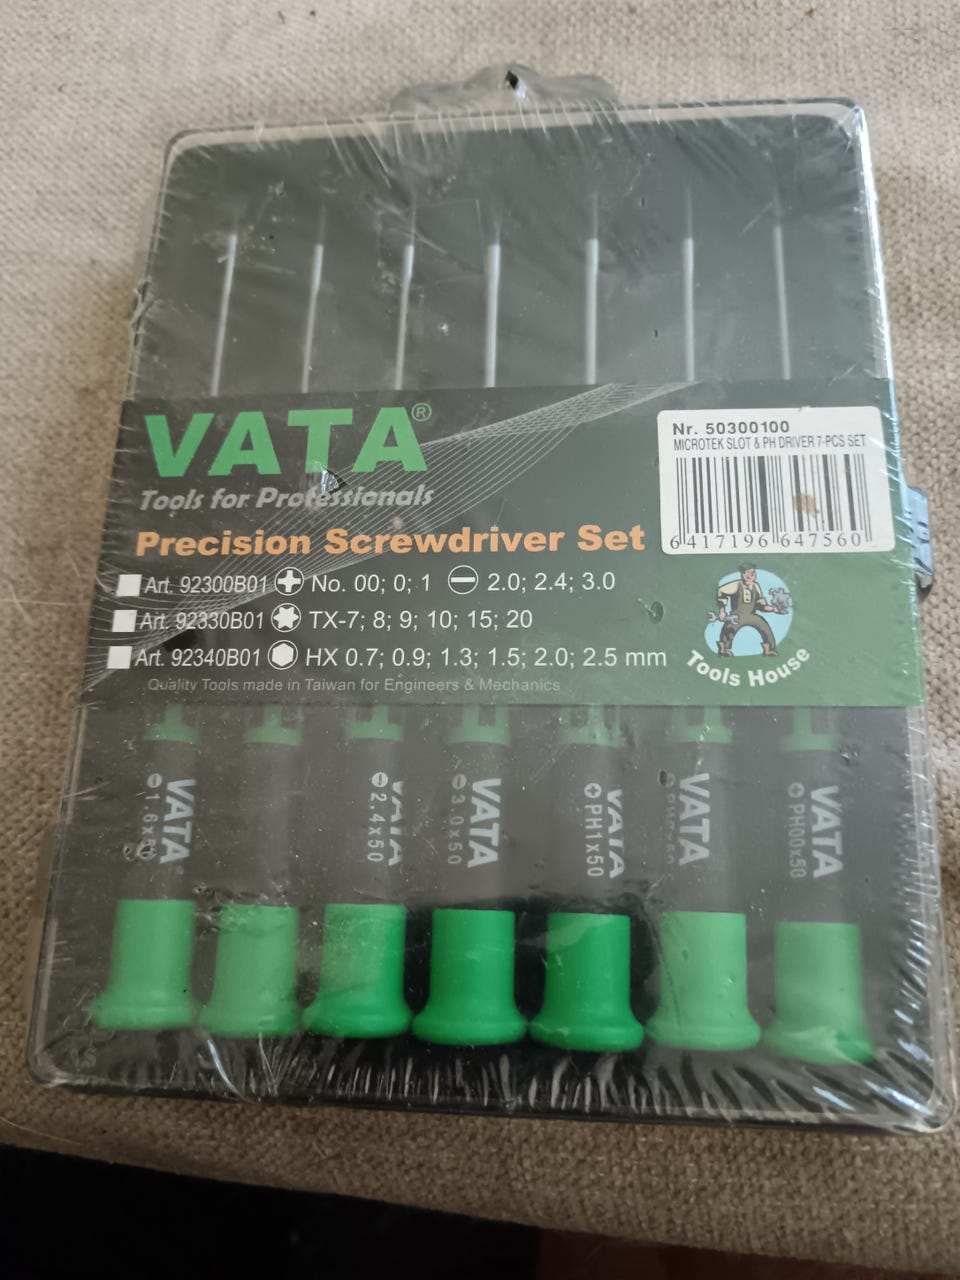 VATA®
Tools for Professionals
Precision Screwdriver Set
Art. 92300B01 No. 00; 0; 1 2.0; 2.4; 3.0
Art. 92330B01 TX-7; 8; 9; 10; 15; 20
Art. 92340B01 HX 0.7; 0.9; 1.3; 1.5; 2.0; 2.5 mm
Quality Tools made in Taiwan for Engineers & Mechanics
Nr. 50300100
MICROTEK SLOT & PH DRIVER 7-PCS SET
6 417196 647560
Tools House
VATA
1.6x50
VATA
2.4x50
VATA
3.0x50
VATA
PH1x50
VATA
VATA
PH00x50